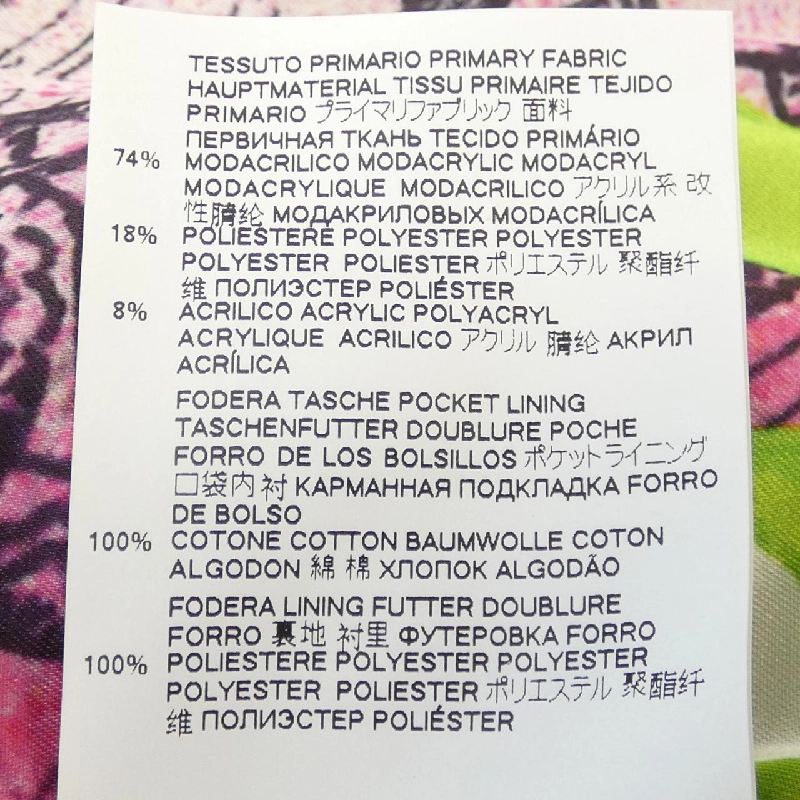 TESSUTO PRIMARIO PRIMARY FABRIC
HAUPTMATERIAL TISSU PRIMAIRE TEJIDO
PRIMARIO プライマリファブリック 面料
ПЕРВИЧНАЯ ТКАНЬ TECIDO PRIMÁRIO
74% MODACRILICO MODACRYLIC MODACRYL
MODACRYLIQUE MODACRILICO アクリル系 改
性腈纶 МОДАКРИЛОВЫХ MODACRÍLICA
18% POLIESTERE POLYESTER POLYESTER
POLYESTER POLIESTER ポリエステル 聚酯纤
维 ПОЛИЭСТЕР POLIÉSTER
8% ACRILICO ACRYLIC POLYACRYL
ACRYLIQUE ACRILICO アクリル 腈纶 АКРИЛ
ACRÍLICA
FODERA TASCHE POCKET LINING
TASCHENFUTTER DOUBLURE POCHE
FORRO DE LOS BOLSILLOS ポケットライニング
口袋内衬 КАРМАННАЯ ПОДКЛАДКА FORRO
DE BOLSO
100% COTONE COTTON BAUMWOLLE COTON
ALGODON 綿 棉 ХЛОПОК ALGODÃO
FODERA LINING FUTTER DOUBLURE
FORRO 裏地 衬里 ФУТЕРОВКА FORRO
100% POLIESTERE POLYESTER POLYESTER
POLYESTER POLIESTER ポリエステル 聚酯纤
维 ПОЛИЭСТЕР POLIÉSTER